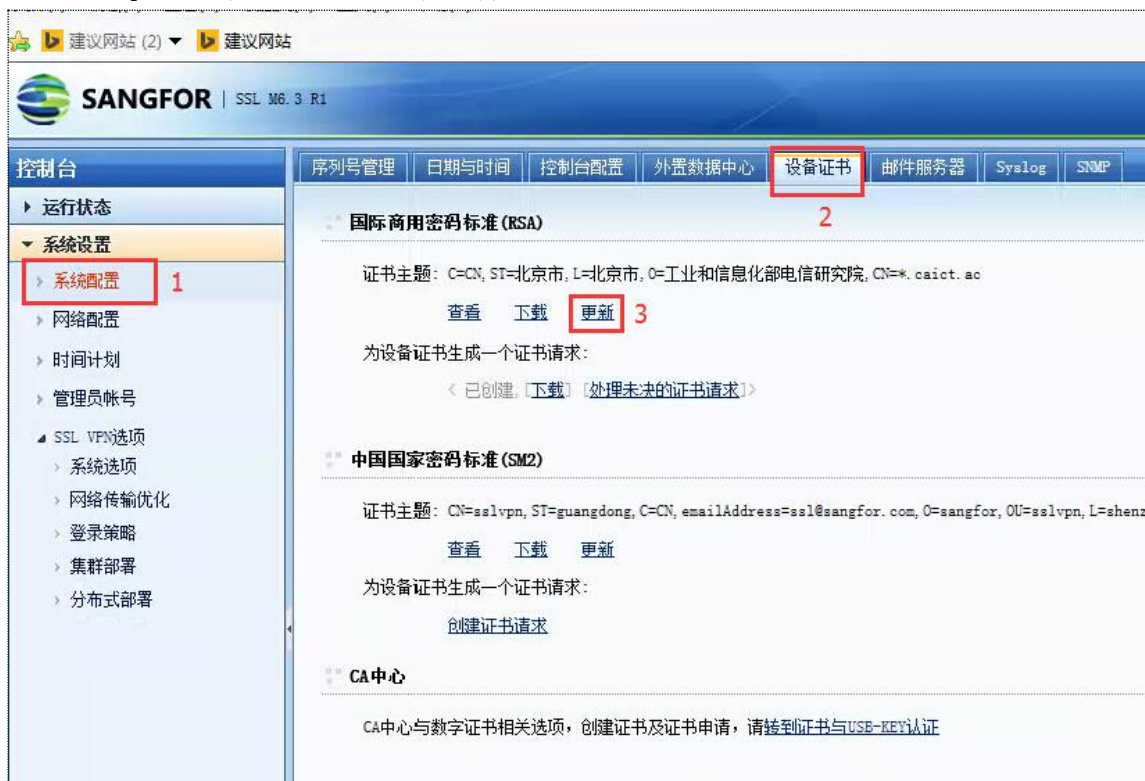 建议网站 (2) ▼ 建议网站
SANGFOR | SSL M6.3 R1
控制台
序列号管理 日期与时间 控制台配置 外置数据中心 设备证书 邮件服务器 Syslog SNMP
运行状态
系统设置
系统配置 1
网络配置
时间计划
管理员帐号
SSL VPN选项
系统选项
网络传输优化
登录策略
集群部署
分布式部署
2
国际商用密码标准(RSA)
证书主题: C=CN, ST=北京市, L=北京市, O=工业和信息化部电信研究院, CN=*.caict.ac
查看 下载 更新 3
为设备证书生成一个证书请求:
< 已创建, [下载] [处理未决的证书请求]>
中国国家密码标准(SM2)
证书主题: CN=sslvpn, ST=guangdong, C=CN, emailAddress=ssl@sangfor.com, O=sangfor, OU=sslvpn, L=shenz
查看 下载 更新
为设备证书生成一个证书请求:
创建证书请求
CA中心
CA中心与数字证书相关选项，创建证书及证书申请，请转到证书与USB-KEY认证